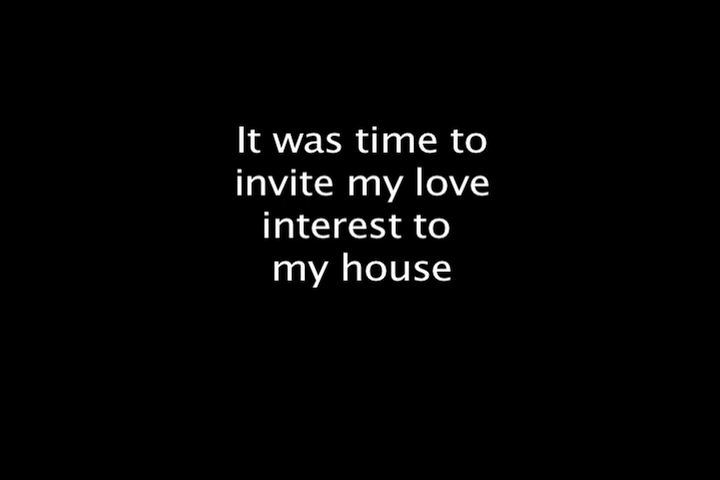 It was time to
invite my love
interest to
my house